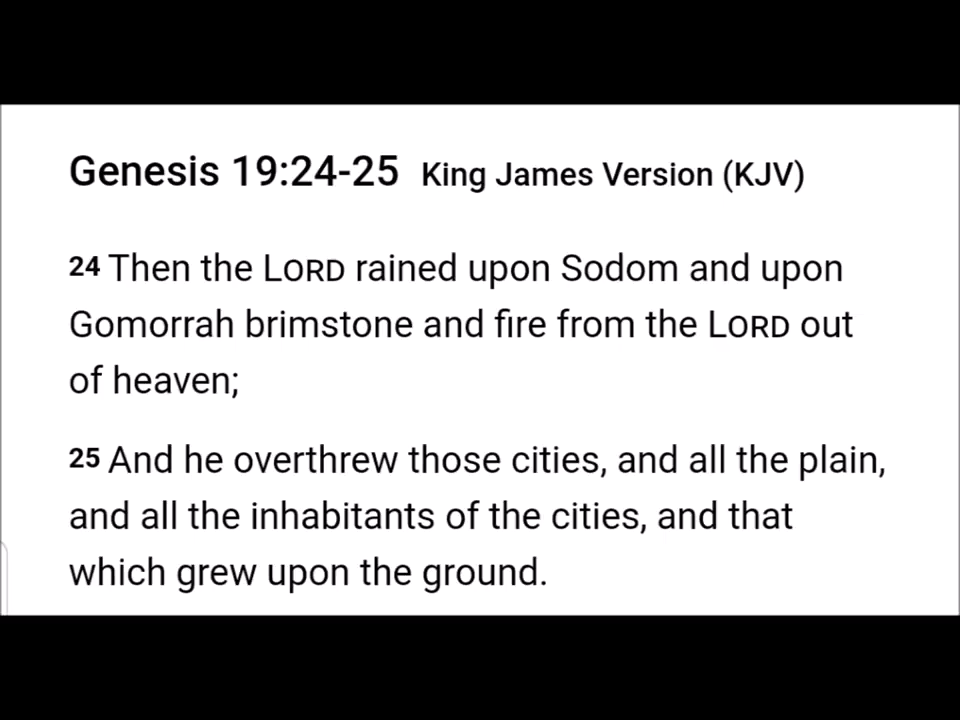 Genesis 19:24-25 King James Version (KJV)
24 Then the LORD rained upon Sodom and upon
Gomorrah brimstone and fire from the LORD out
of heaven;
25 And he overthrew those cities, and all the plain,
and all the inhabitants of the cities, and that
which grew upon the ground.